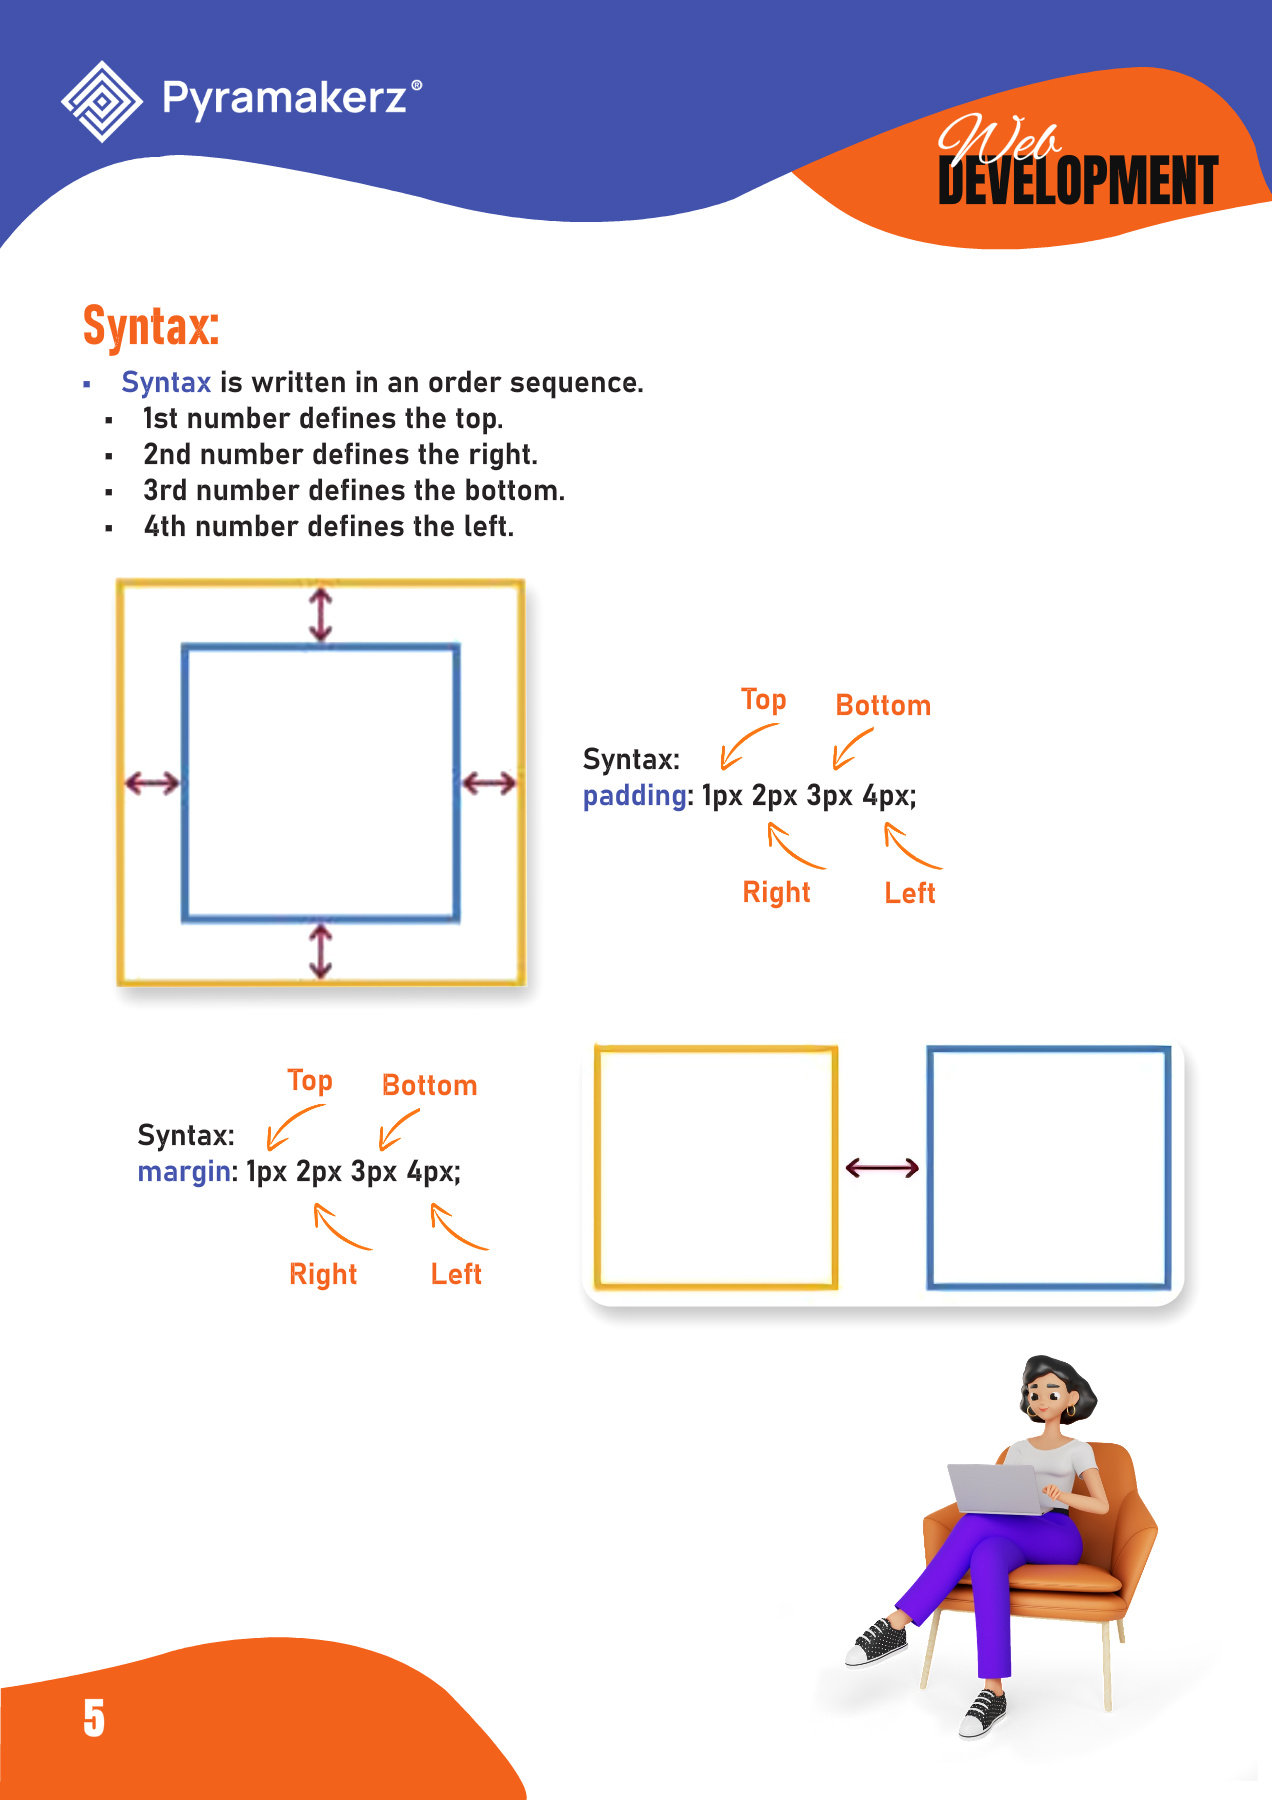 Pyramakerz®
Web
DEVELOPMENT
Syntax:
▪ Syntax is written in an order sequence.
▪ 1st number defines the top.
▪ 2nd number defines the right.
▪ 3rd number defines the bottom.
▪ 4th number defines the left.
Top Bottom
Syntax:
padding: 1px 2px 3px 4px;
Right Left
Top Bottom
Syntax:
margin: 1px 2px 3px 4px;
Right Left
5